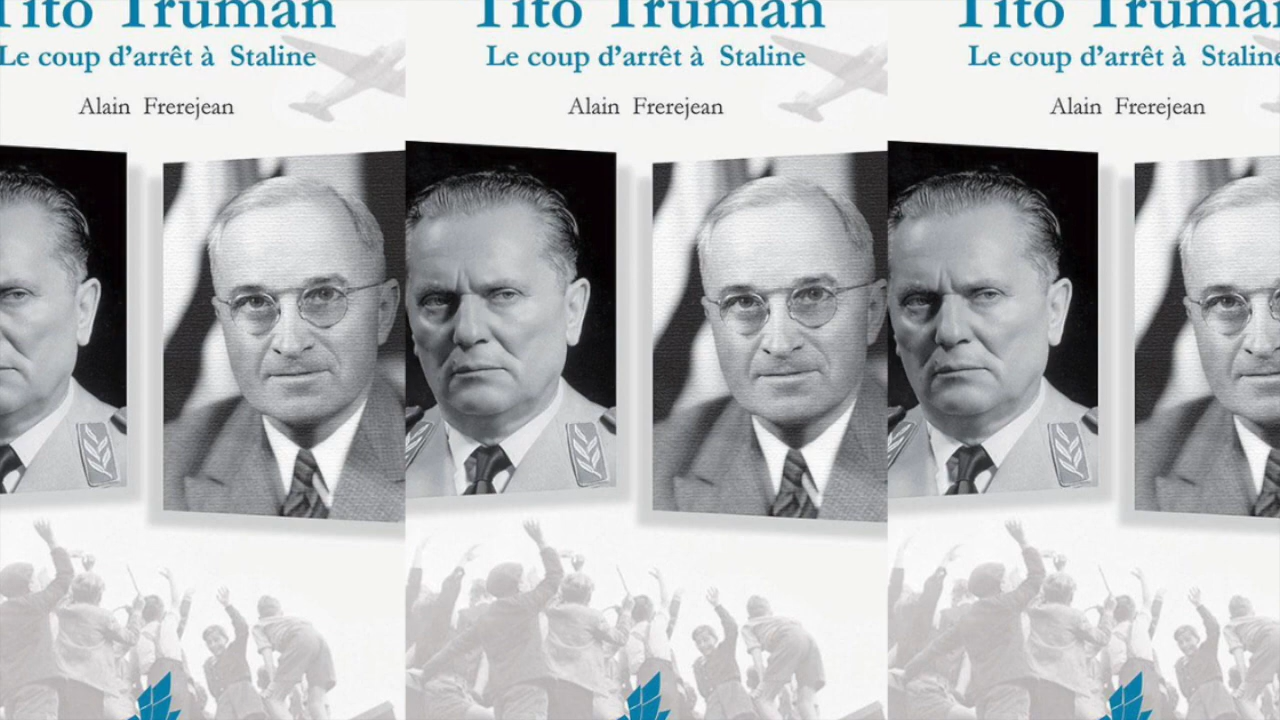 Tito Truman
Le coup d’arrêt à Staline
Alain Frerejean
Tito Truman
Le coup d’arrêt à Staline
Alain Frerejean
Tito Truman
Le coup d’arrêt à Staline
Alain Frerejean